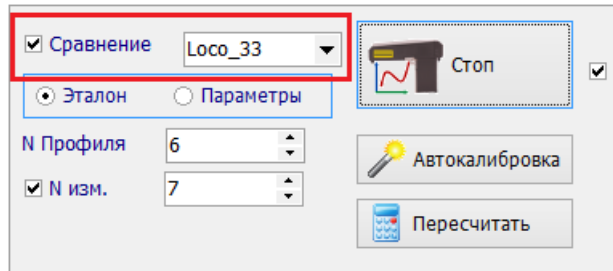 Сравнение Loco_33
Стоп
Эталон Параметры
N Профиля 6
N изм. 7
Автокалибровка
Пересчитать